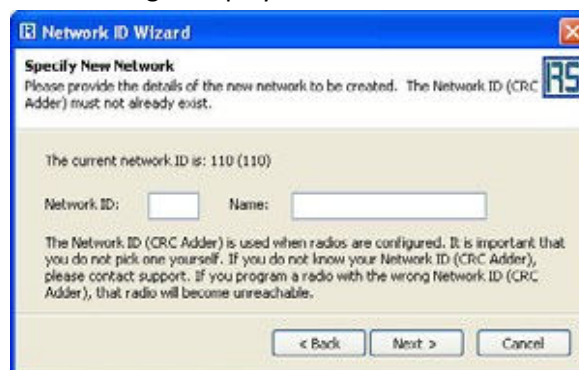 Network ID Wizard
Specify New Network
Please provide the details of the new network to be created. The Network ID (CRC
Adder) must not already exist.
RS
The current network ID is: 110 (110)
Network ID: Name:
The Network ID (CRC Adder) is used when radios are configured. It is important that
you do not pick one yourself. If you do not know your Network ID (CRC Adder),
please contact support. If you program a radio with the wrong Network ID (CRC
Adder), that radio will become unreachable.
< Back Next > Cancel